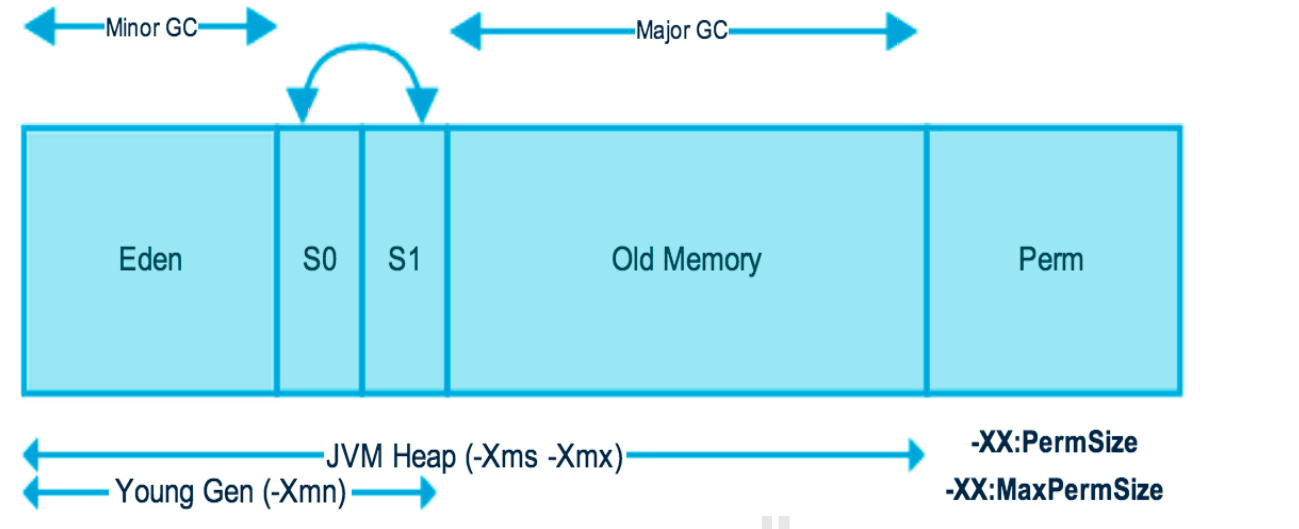 Minor GC
Major GC
Eden
S0
S1
Old Memory
Perm
JVM Heap (-Xms -Xmx)
-XX:PermSize
Young Gen (-Xmn)
-XX:MaxPermSize